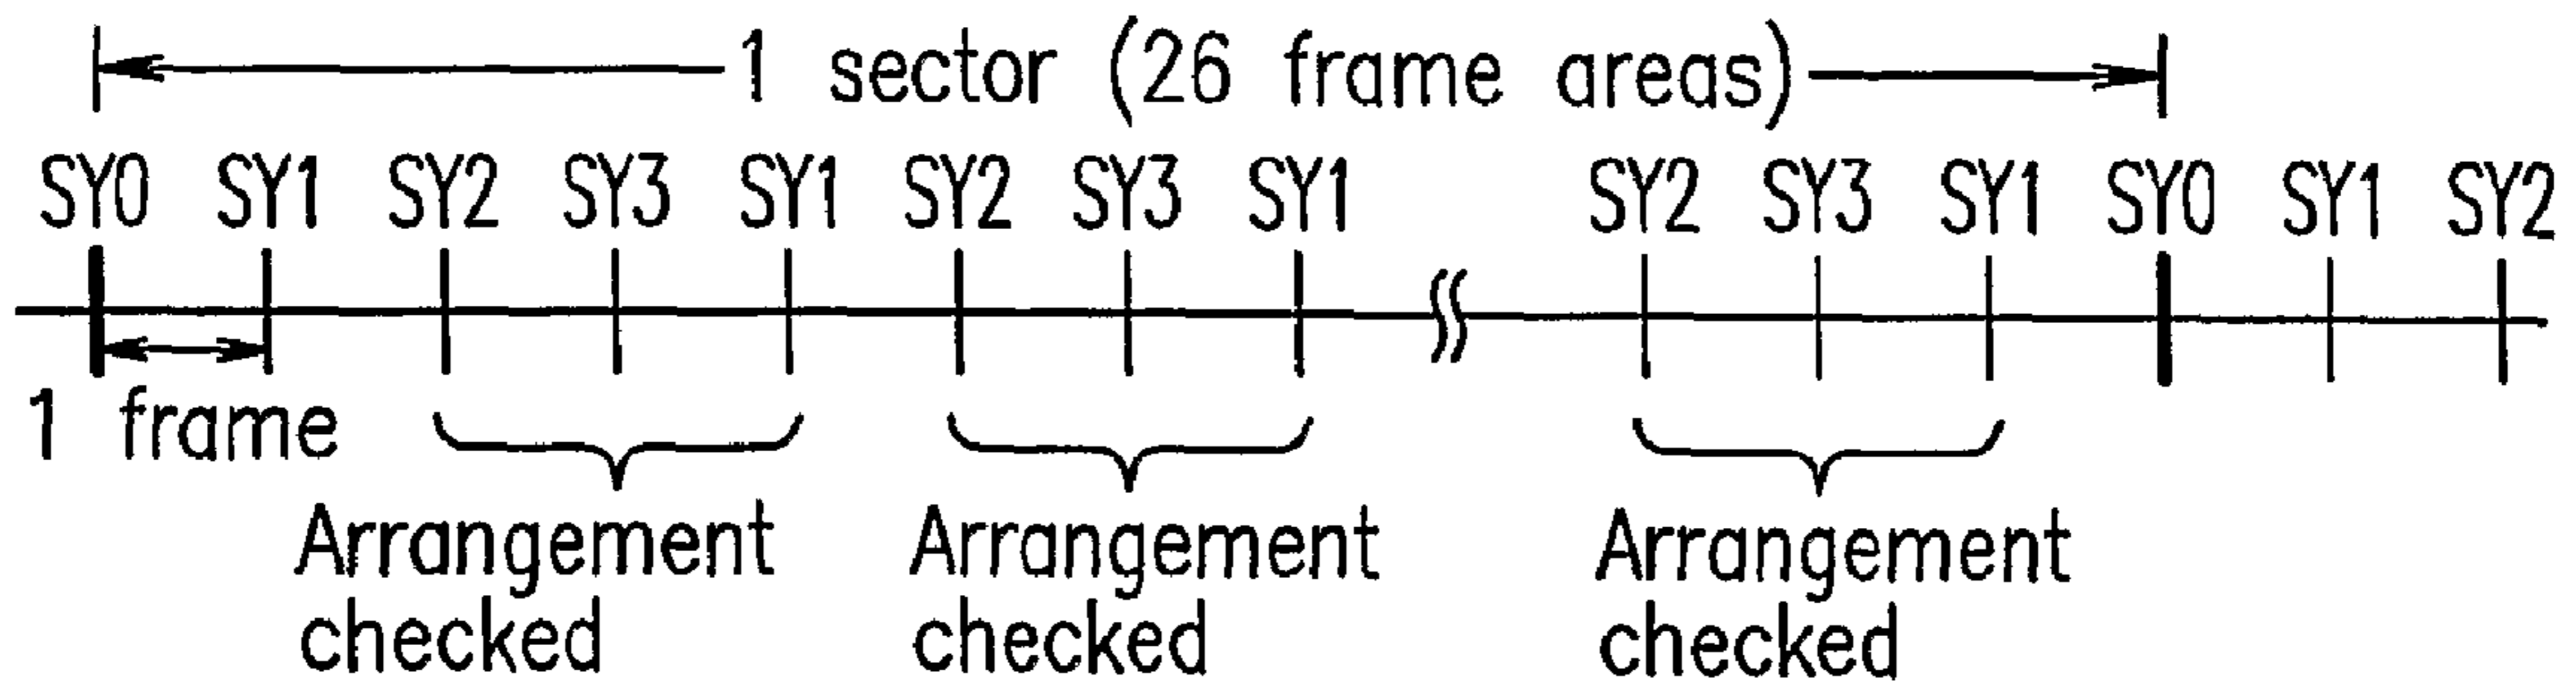 1 sector (26 frame areas)
SY0 SY1 SY2 SY3 SY1 SY2 SY3 SY1 SY2 SY3 SY1 SY0 SY1 SY2
1 frame
Arrangement checked
Arrangement checked
Arrangement checked